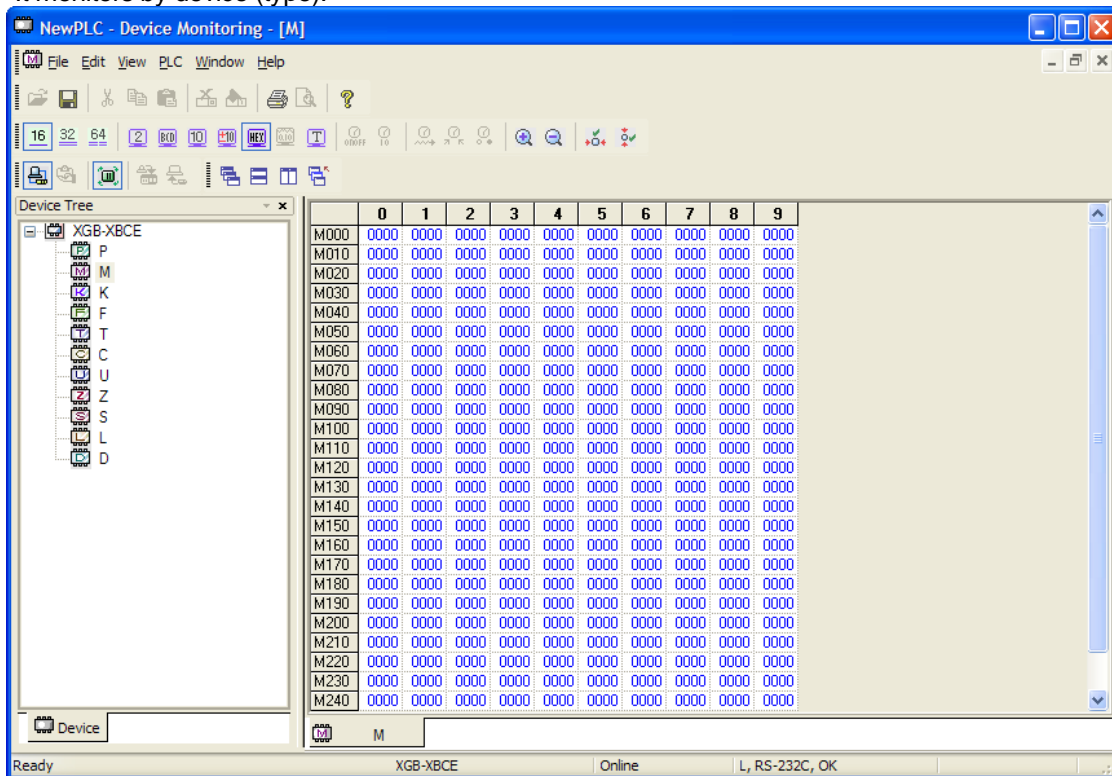 It monitors by device (type).
NewPLC - Device Monitoring - [M]
File Edit View PLC Window Help
16 32 64 2 BCD 10 ±10 HEX T
Device Tree
XGB-XBCE
P
M
K
F
T
C
U
Z
S
L
D
Device
0 1 2 3 4 5 6 7 8 9
M000 0000 0000 0000 0000 0000 0000 0000 0000 0000 0000
M010 0000 0000 0000 0000 0000 0000 0000 0000 0000 0000
M020 0000 0000 0000 0000 0000 0000 0000 0000 0000 0000
M030 0000 0000 0000 0000 0000 0000 0000 0000 0000 0000
M040 0000 0000 0000 0000 0000 0000 0000 0000 0000 0000
M050 0000 0000 0000 0000 0000 0000 0000 0000 0000 0000
M060 0000 0000 0000 0000 0000 0000 0000 0000 0000 0000
M070 0000 0000 0000 0000 0000 0000 0000 0000 0000 0000
M080 0000 0000 0000 0000 0000 0000 0000 0000 0000 0000
M090 0000 0000 0000 0000 0000 0000 0000 0000 0000 0000
M100 0000 0000 0000 0000 0000 0000 0000 0000 0000 0000
M110 0000 0000 0000 0000 0000 0000 0000 0000 0000 0000
M120 0000 0000 0000 0000 0000 0000 0000 0000 0000 0000
M130 0000 0000 0000 0000 0000 0000 0000 0000 0000 0000
M140 0000 0000 0000 0000 0000 0000 0000 0000 0000 0000
M150 0000 0000 0000 0000 0000 0000 0000 0000 0000 0000
M160 0000 0000 0000 0000 0000 0000 0000 0000 0000 0000
M170 0000 0000 0000 0000 0000 0000 0000 0000 0000 0000
M180 0000 0000 0000 0000 0000 0000 0000 0000 0000 0000
M190 0000 0000 0000 0000 0000 0000 0000 0000 0000 0000
M200 0000 0000 0000 0000 0000 0000 0000 0000 0000 0000
M210 0000 0000 0000 0000 0000 0000 0000 0000 0000 0000
M220 0000 0000 0000 0000 0000 0000 0000 0000 0000 0000
M230 0000 0000 0000 0000 0000 0000 0000 0000 0000 0000
M240 0000 0000 0000 0000 0000 0000 0000 0000 0000 0000
M
Ready XGB-XBCE Online L, RS-232C, OK